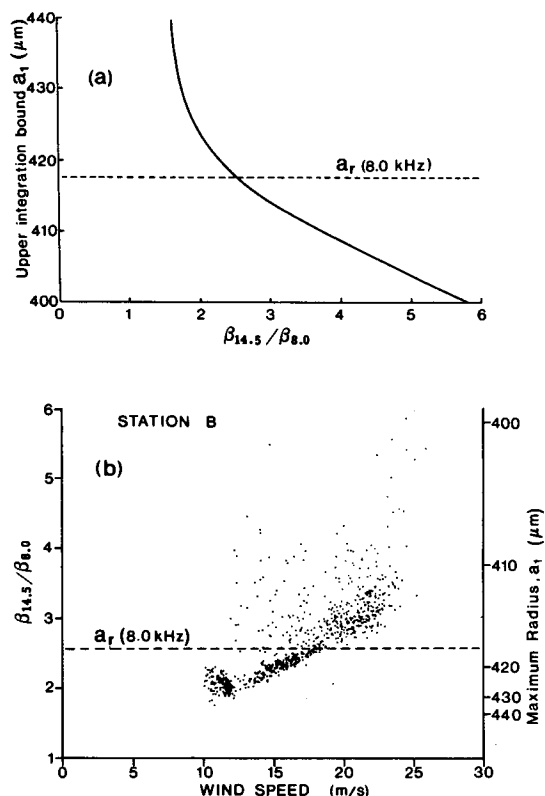 440
430
420
410
400
Upper integration bound a₁ (μm)
(a)
aᵣ (8.0 kHz)
0 1 2 3 4 5 6
β₁₄.₅/β₈.₀
STATION B
(b)
6
5
4
3
2
1
β₁₄.₅/β₈.₀
aᵣ (8.0 kHz)
400
410
420
430
440
Maximum Radius, a₁ (μm)
0 5 10 15 20 25 30
WIND SPEED (m/s)